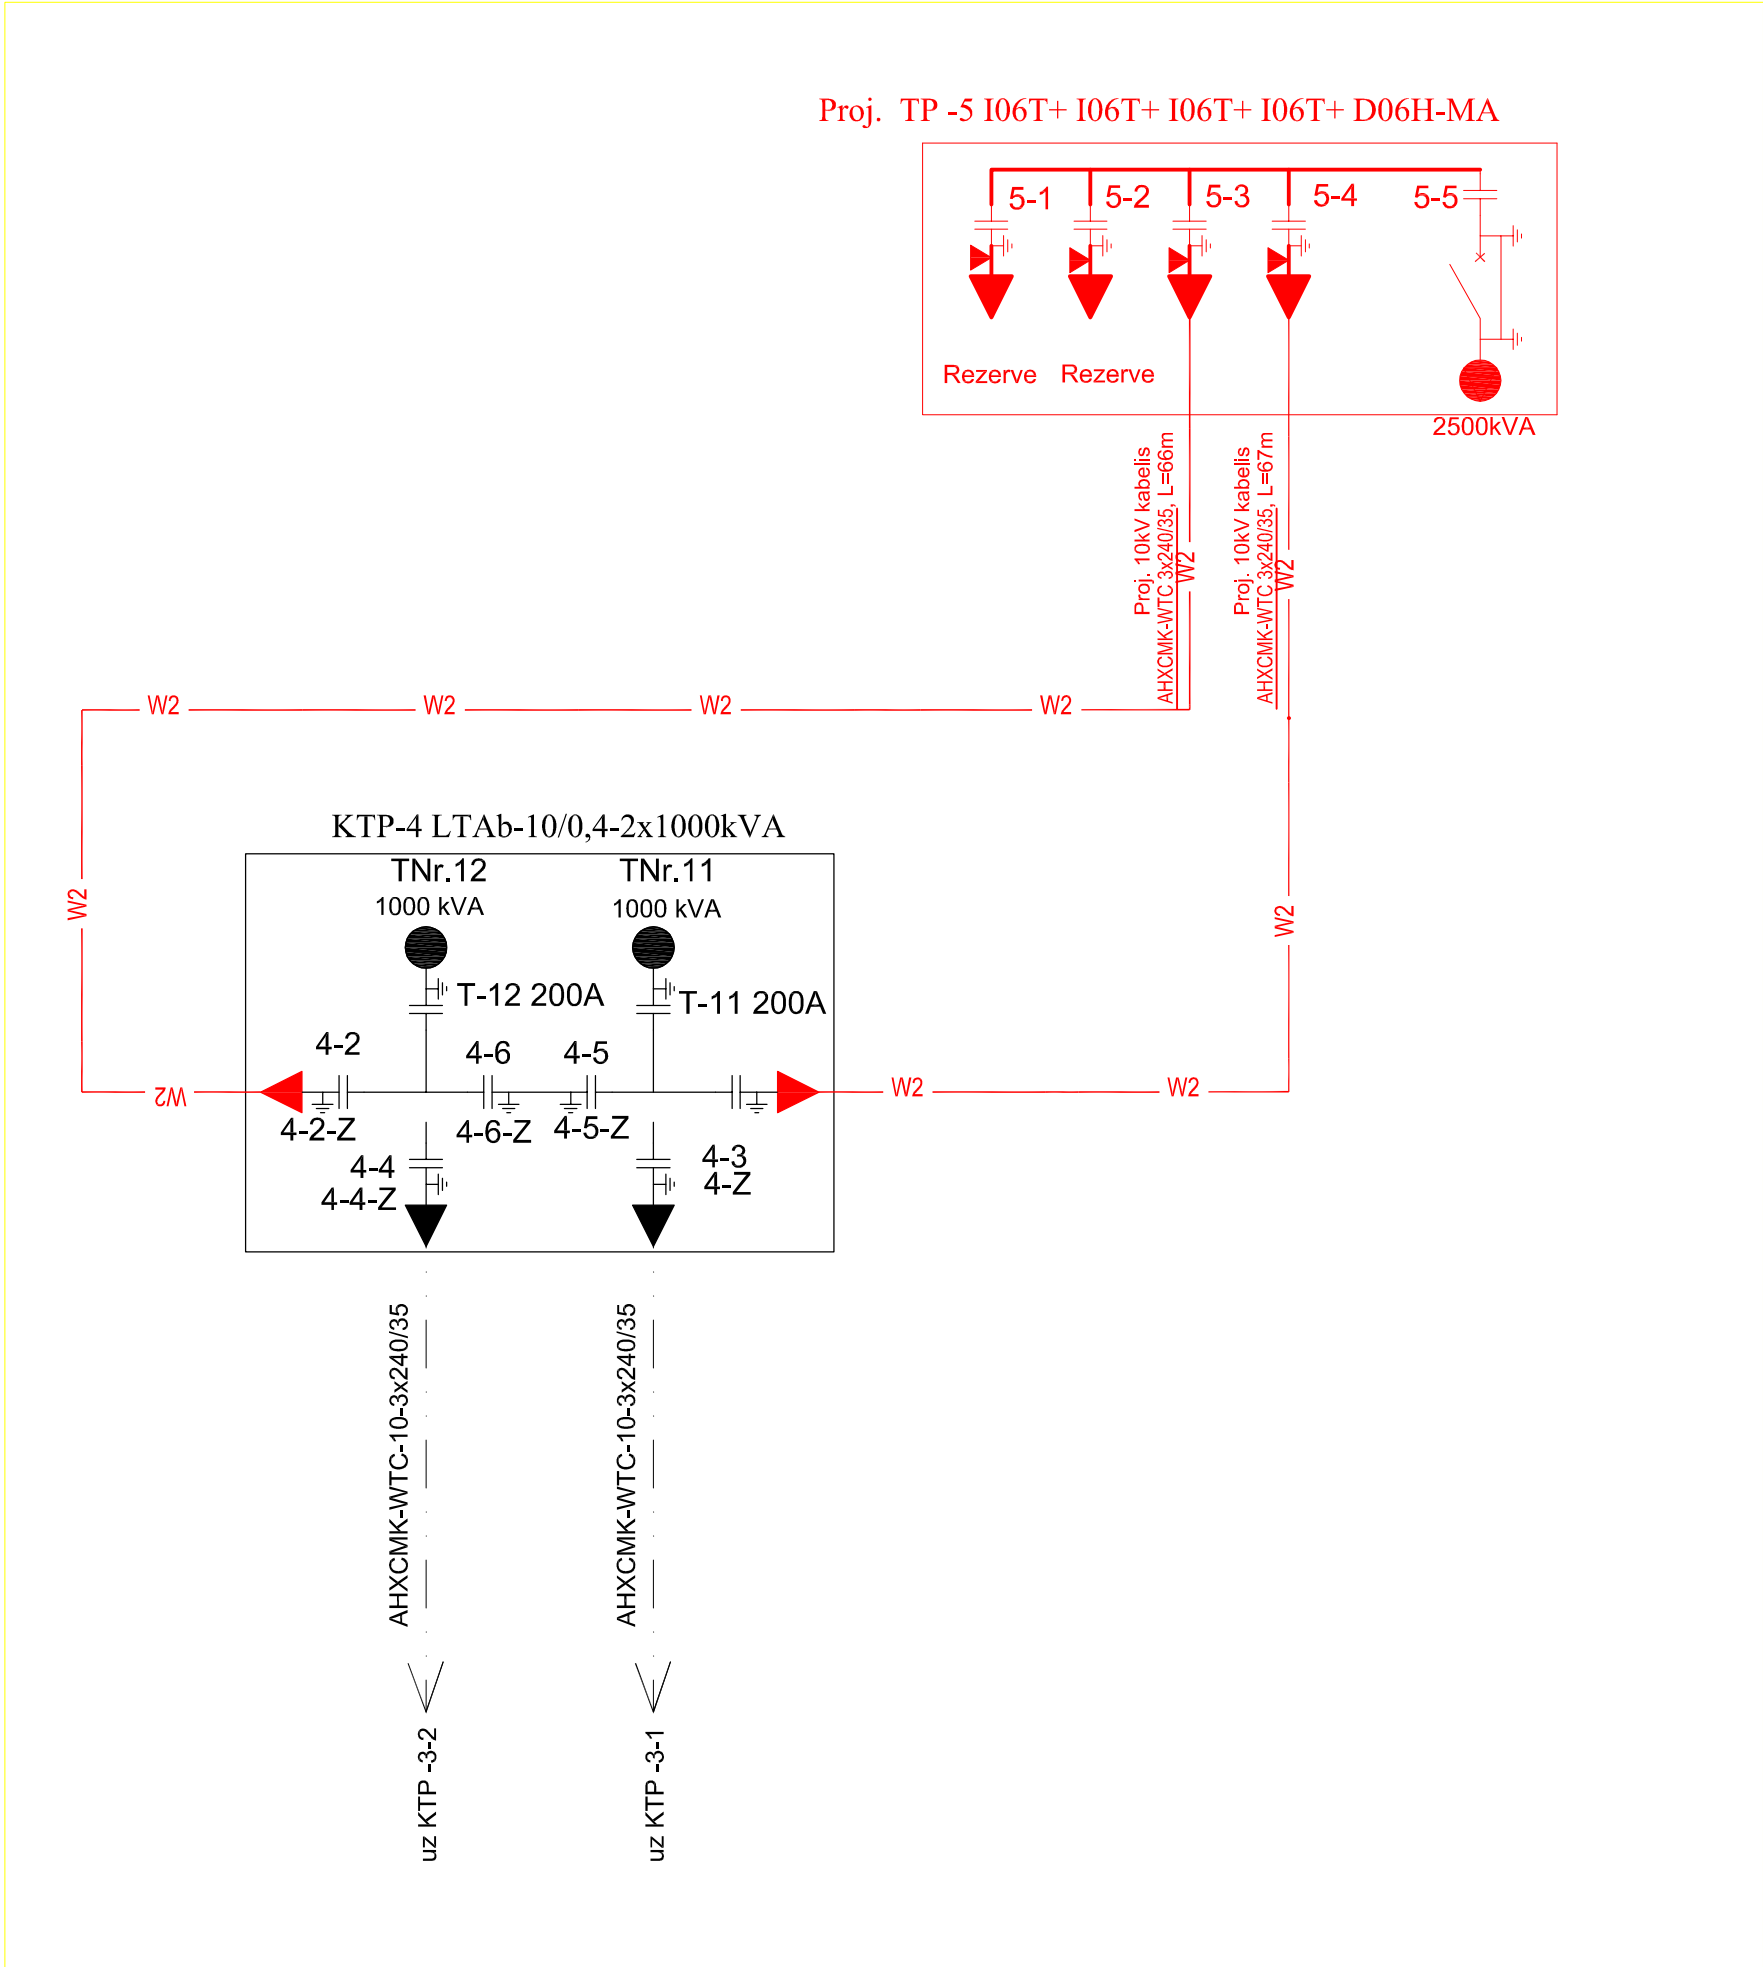 Proj.  TP -5 I06T+ I06T+ I06T+ I06T+ D06H-MA
5-1
5-2
5-3
5-4
5-5
Rezerve
Rezerve
2500kVA
Proj. 10kV kabelis
AHXCMK-WTC 3x240/35, L=66m
W2
Proj. 10kV kabelis
AHXCMK-WTC 3x240/35, L=67m
W2
W2
W2
W2
W2
W2
W2
KTP-4 LTAb-10/0,4-2x1000kVA
TNr.12
1000 kVA
TNr.11
1000 kVA
T-12 200A
T-11 200A
4-2
4-6
4-5
W2
W2
W2
4-2-Z
4-6-Z
4-5-Z
4-4
4-4-Z
4-3
4-Z
AHXCMK-WTC-10-3x240/35
AHXCMK-WTC-10-3x240/35
uz KTP -3-2
uz KTP -3-1